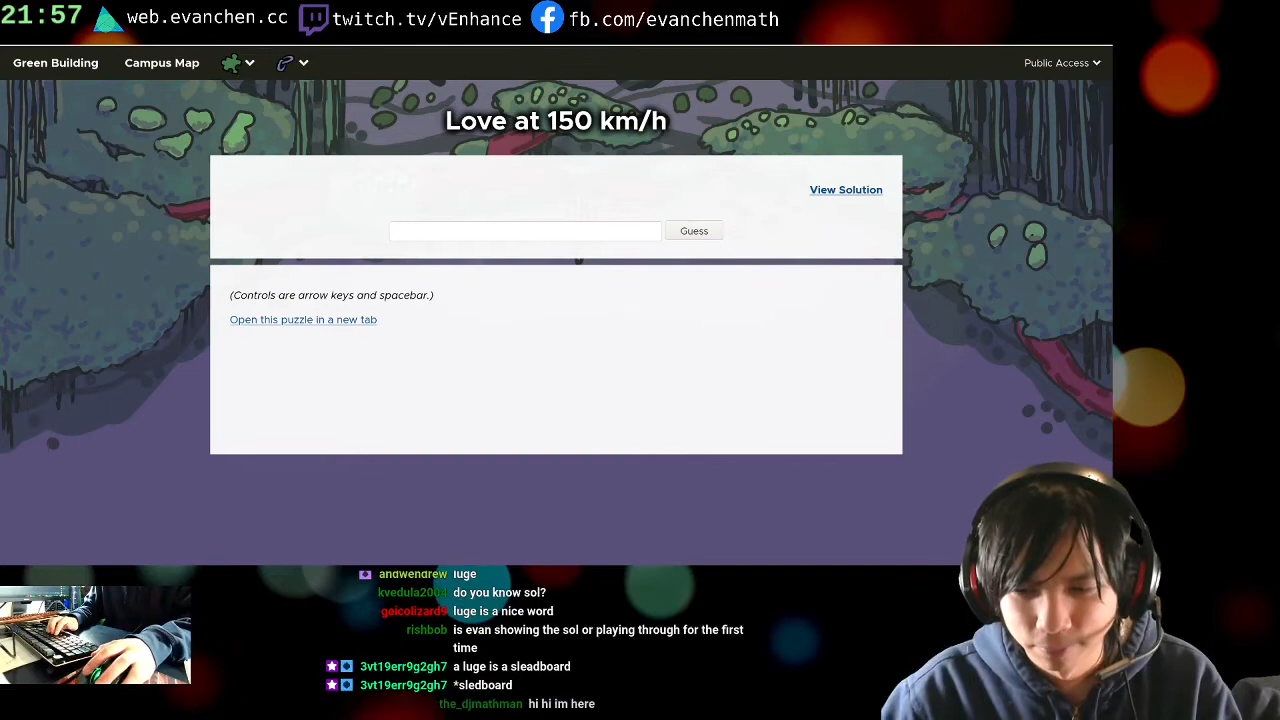 21:57
web.evanchen.cc
twitch.tv/vEnhance
fb.com/evanchenmath
Green Building
Campus Map
Public Access
Love at 150 km/h
View Solution
Guess
(Controls are arrow keys and spacebar.)
Open this puzzle in a new tab
andwendrew luge
kvedula2004 do you know sol?
geicolizard9 luge is a nice word
rishbob is evan showing the sol or playing through for the first
time
3vt19err9g2gh7 a luge is a sleadboard
3vt19err9g2gh7 *sledboard
the_djmathman hi hi im here